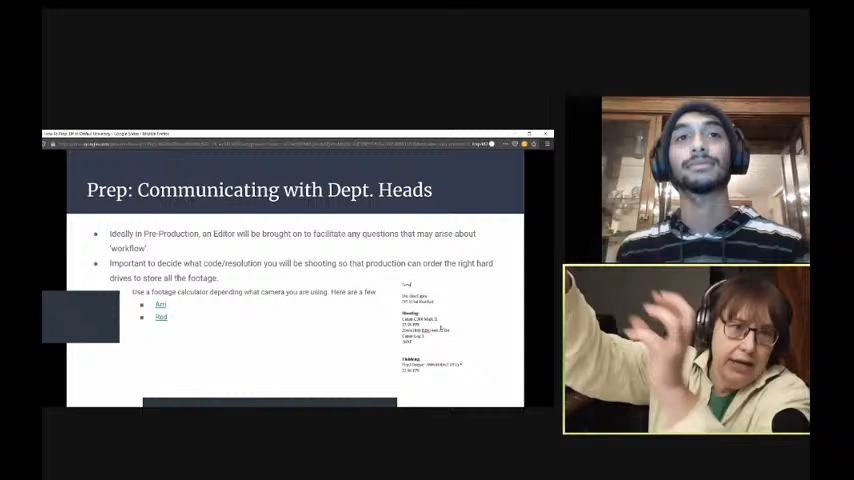 Prep: Communicating with Dept. Heads
Ideally in Pre-Production, an Editor will be brought on to facilitate any questions that may arise about
'workflow'.
Important to decide what code/resolution you will be shooting so that production can order the right hard
drives to store all the footage.
Use a footage calculator depending what camera you are using. Here are a few
Arri
Red
Shooting:
Finishing: